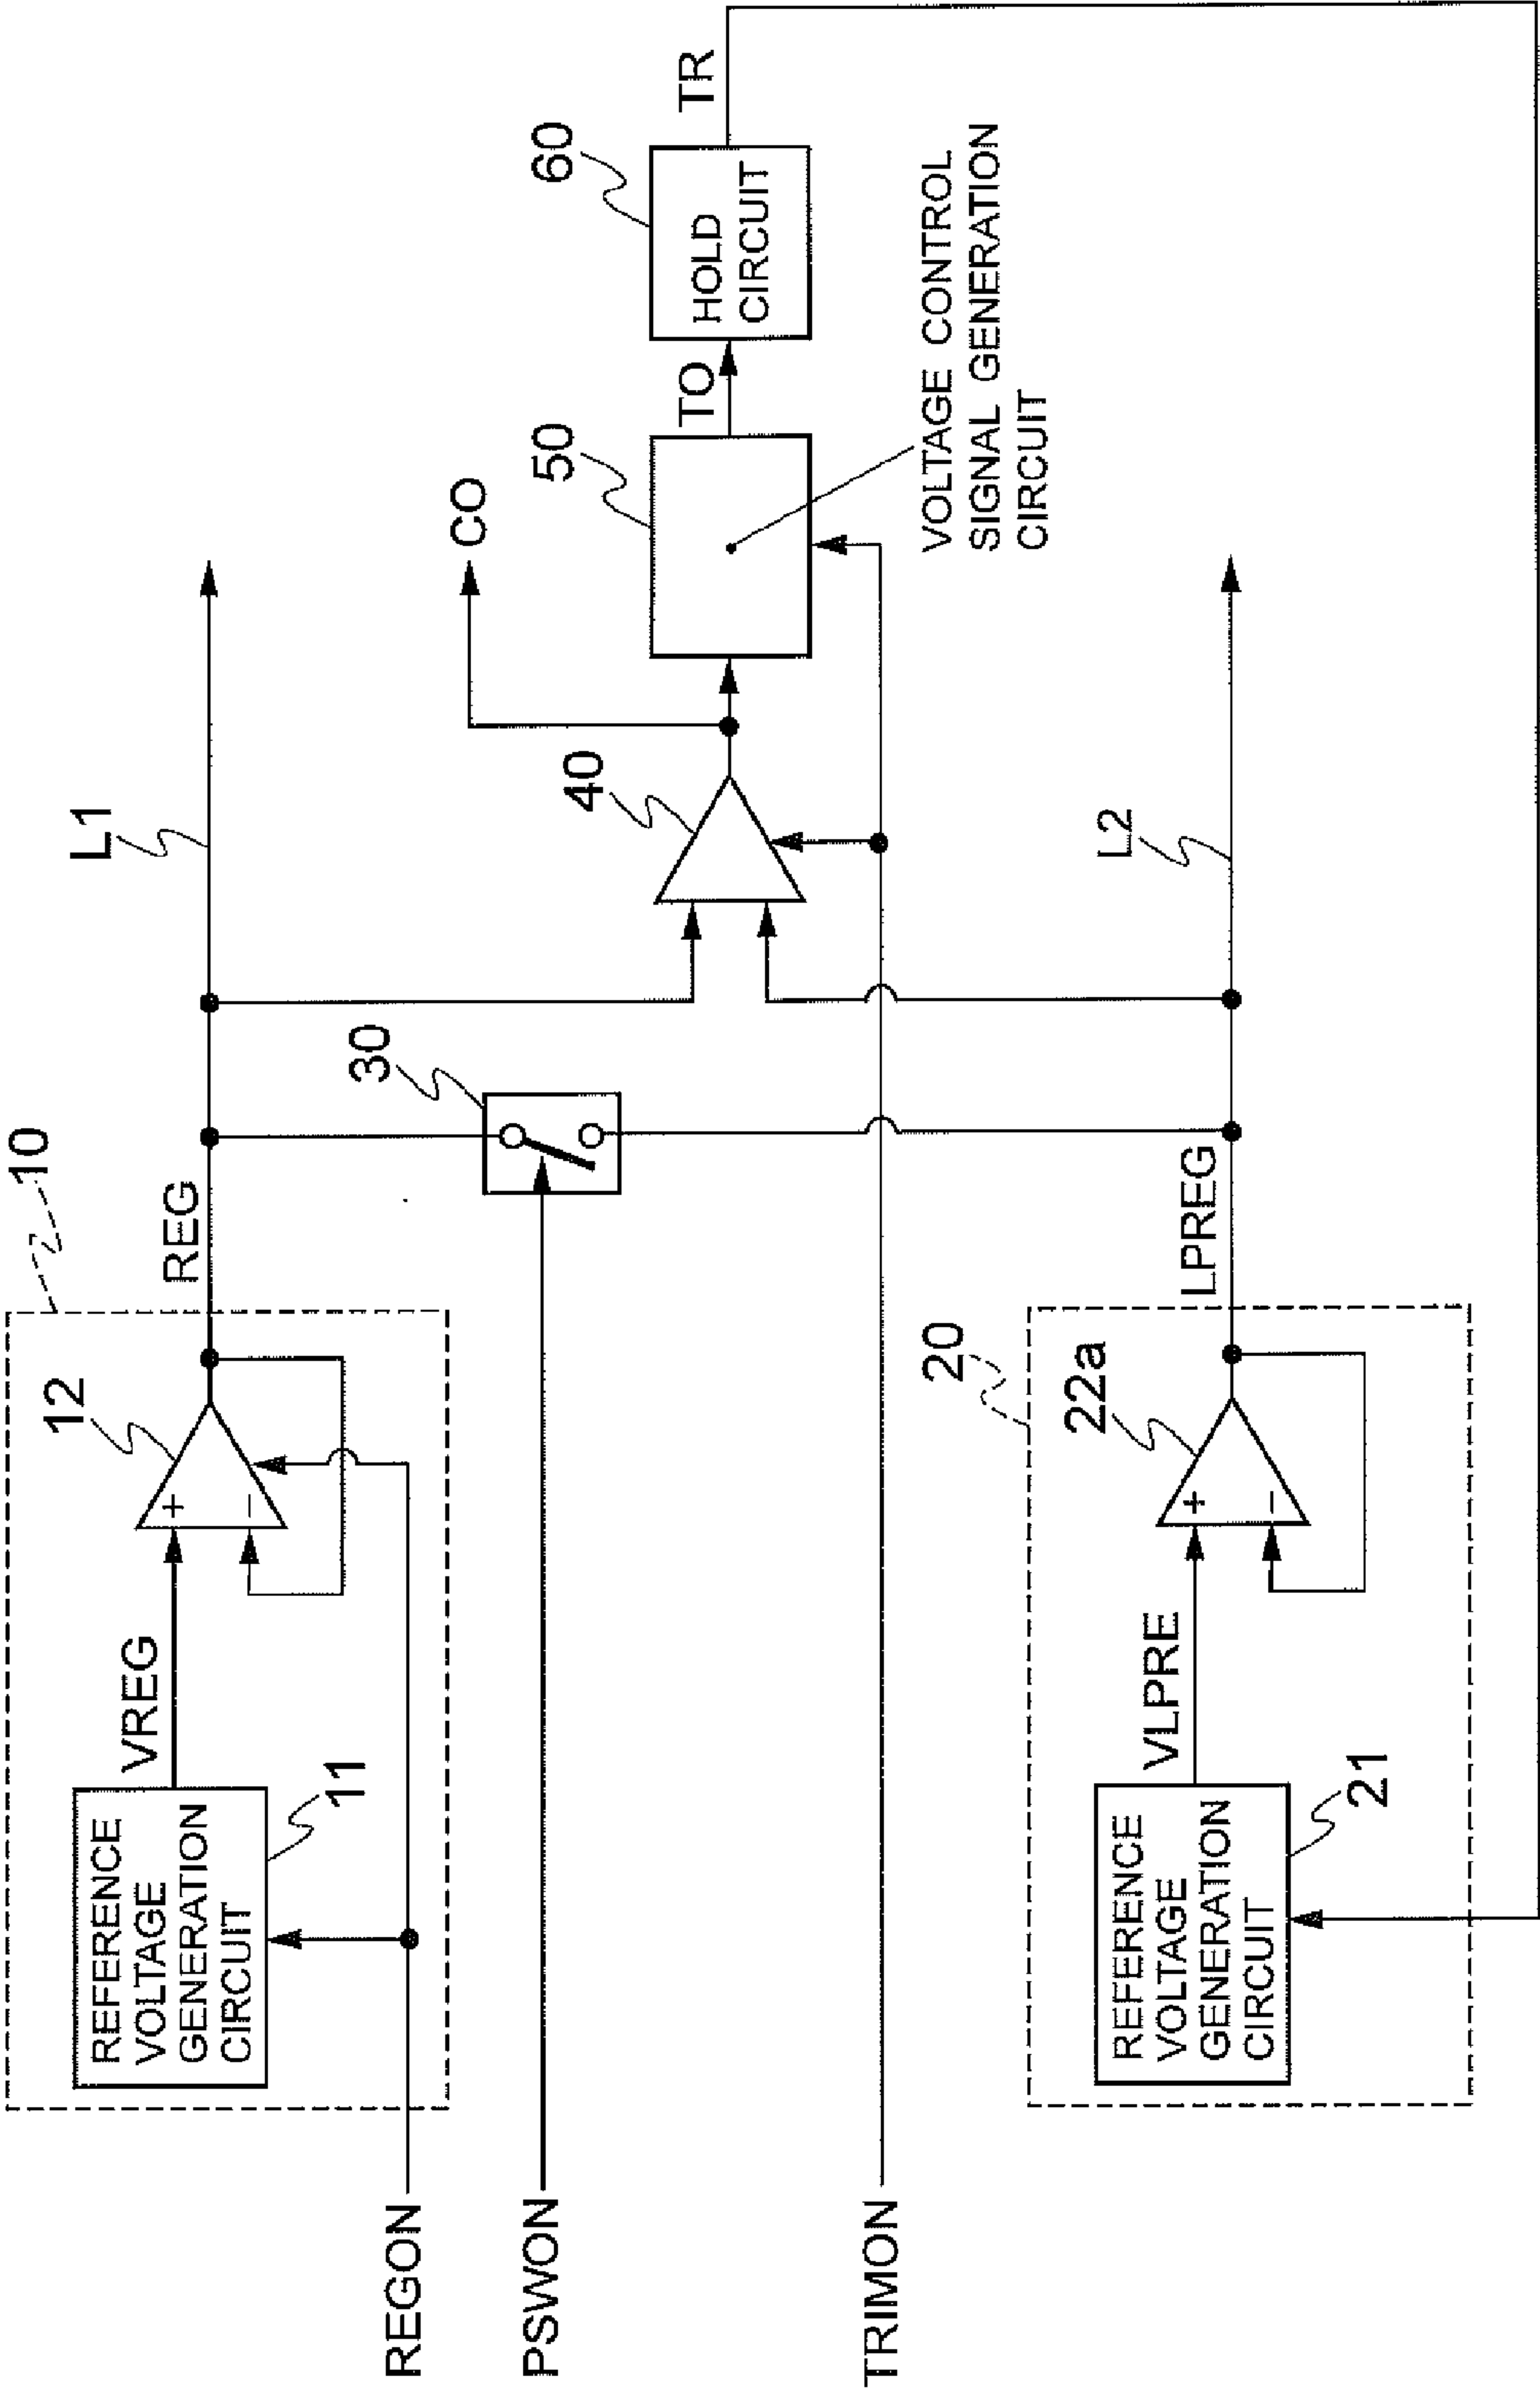 10
12
REG
L1
REFERENCE
VOLTAGE
GENERATION
CIRCUIT
VREG
+
−
11
REGON
30
PSWON
CO
40
50
TO
60
HOLD
CIRCUIT
TR
TRIMON
VOLTAGE CONTROL
SIGNAL GENERATION
CIRCUIT
20
22a
LPREG
L2
REFERENCE
VOLTAGE
GENERATION
CIRCUIT
VLPRE
+
−
21